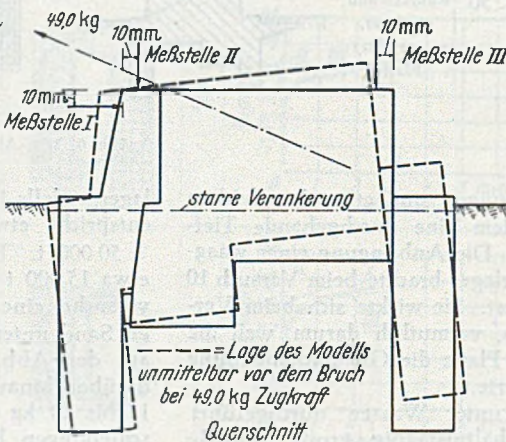 49,0 kg
10mm
Meßstelle II
10mm
Meßstelle III
10mm
Meßstelle I
starre Verankerung
= Lage des Modells
unmittelbar vor dem Bruch
bei 49,0 kg Zugkraft
Querschnitt